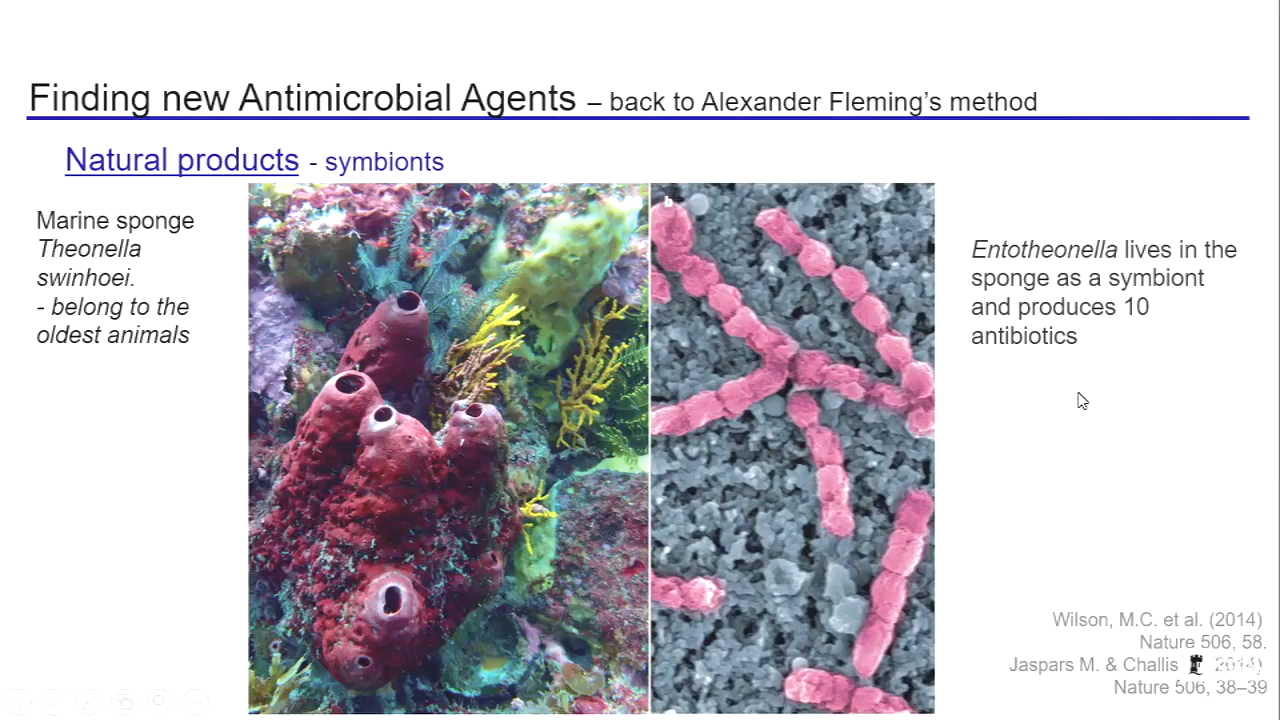 Finding new Antimicrobial Agents – back to Alexander Fleming's method
Natural products - symbionts
a
b
Marine sponge
Theonella
swinhoei.
- belong to the
oldest animals
Entotheonella lives in the
sponge as a symbiont
and produces 10
antibiotics
Wilson, M.C. et al. (2014)
Nature 506, 58.
Jaspars M. & Challis 2014)
Nature 506, 38–39